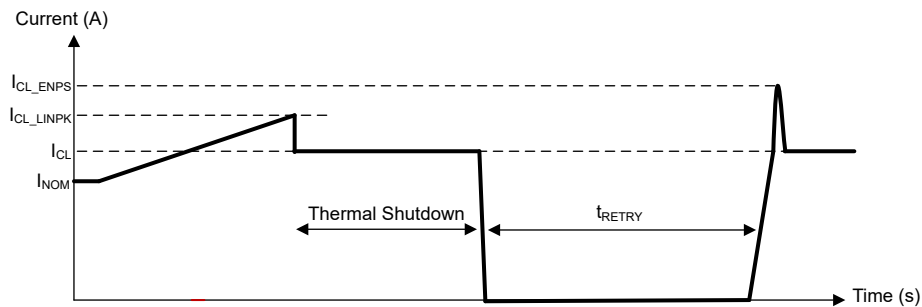 Current (A)
I_CL_ENPS
I_CL_LINPK
I_CL
I_NOM
Thermal Shutdown
t_RETRY
Time (s)